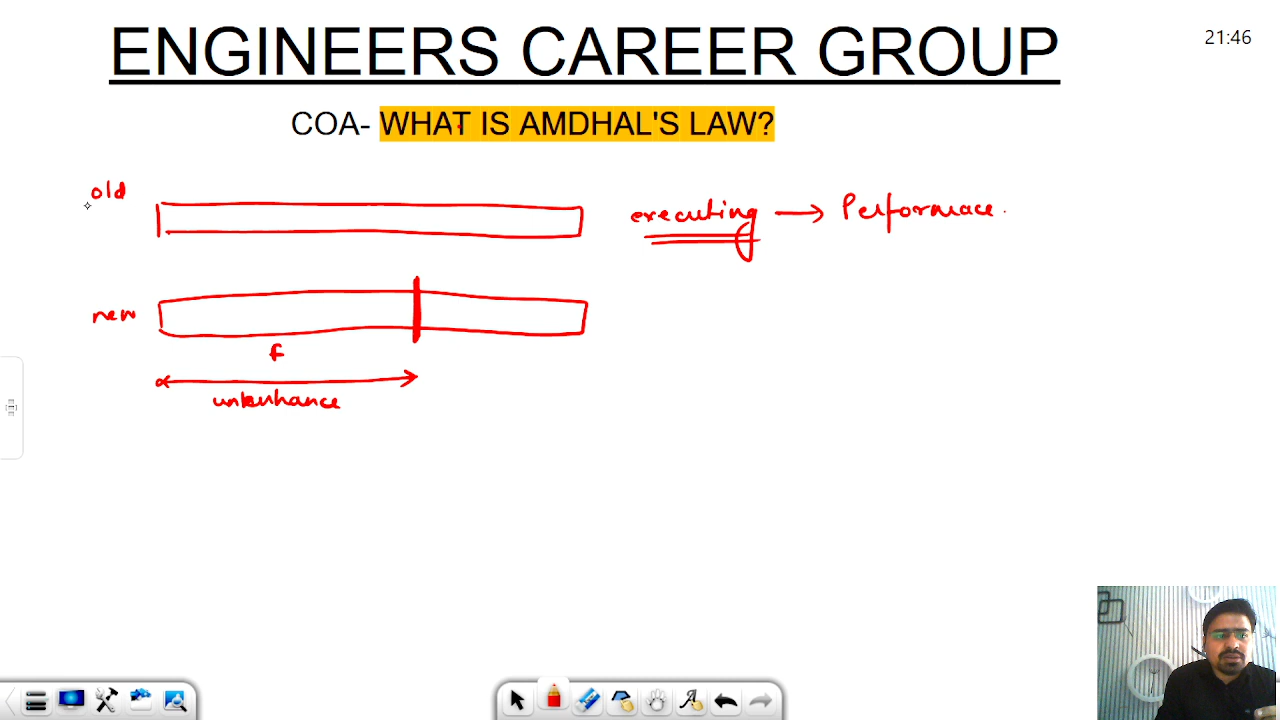 ENGINEERS CAREER GROUP
21:46
COA- WHAT IS AMDHAL'S LAW?
old
executing → Performace.
new
f
unenhance